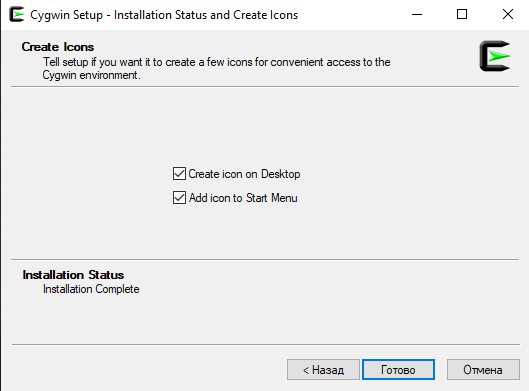 Cygwin Setup - Installation Status and Create Icons
Create Icons
Tell setup if you want it to create a few icons for convenient access to the
Cygwin environment.
Create icon on Desktop
Add icon to Start Menu
Installation Status
Installation Complete
< Назад
Готово
Отмена